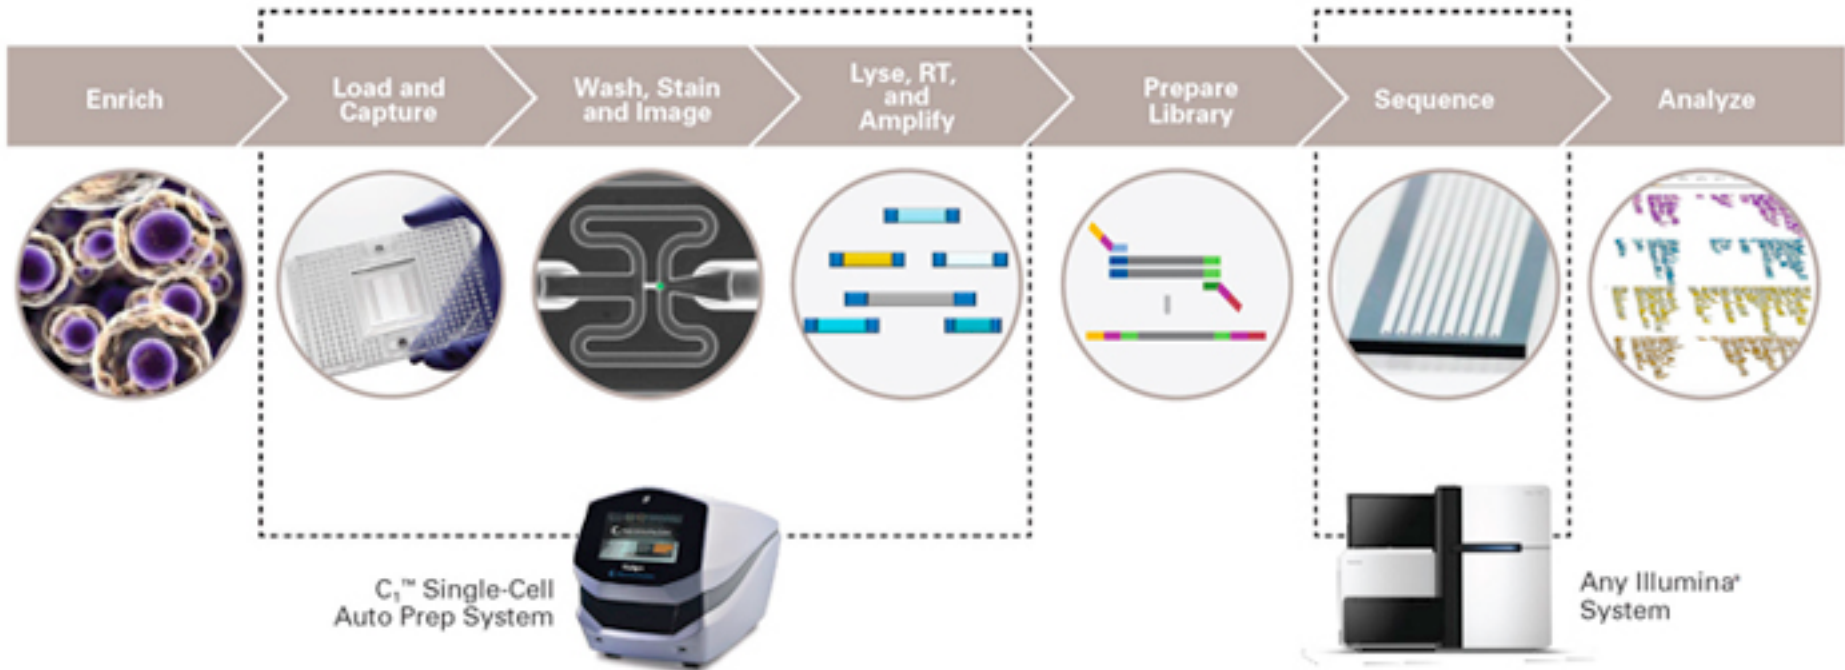 Enrich
Load and
Capture
Wash, Stain
and Image
Lyse, RT,
and
Amplify
Prepare
Library
Sequence
Analyze
C₁™ Single-Cell
Auto Prep System
Any Illumina®
System